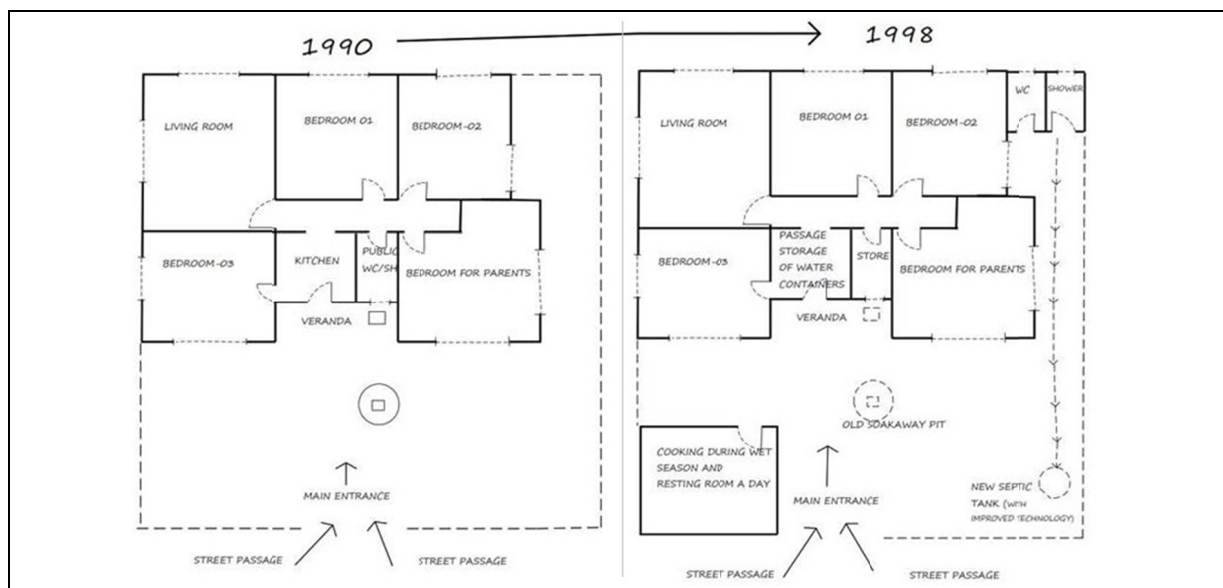 1990
1998
LIVING ROOM
BEDROOM 01
BEDROOM-02
BEDROOM-03
KITCHEN
PUBLIC
WC/SH
BEDROOM FOR PARENTS
VERANDA
MAIN ENTRANCE
STREET PASSAGE
STREET PASSAGE
LIVING ROOM
BEDROOM 01
BEDROOM-02
WC
SHOWER
BEDROOM-03
PASSAGE
STORAGE
OF WATER
CONTAINERS
STORE
BEDROOM FOR PARENTS
VERANDA
OLD SOAKAWAY PIT
COOKING DURING WET
SEASON AND
RESTING ROOM A DAY
MAIN ENTRANCE
NEW SEPTIC
TANK (WITH
IMPROVED TECHNOLOGY)
STREET PASSAGE
STREET PASSAGE